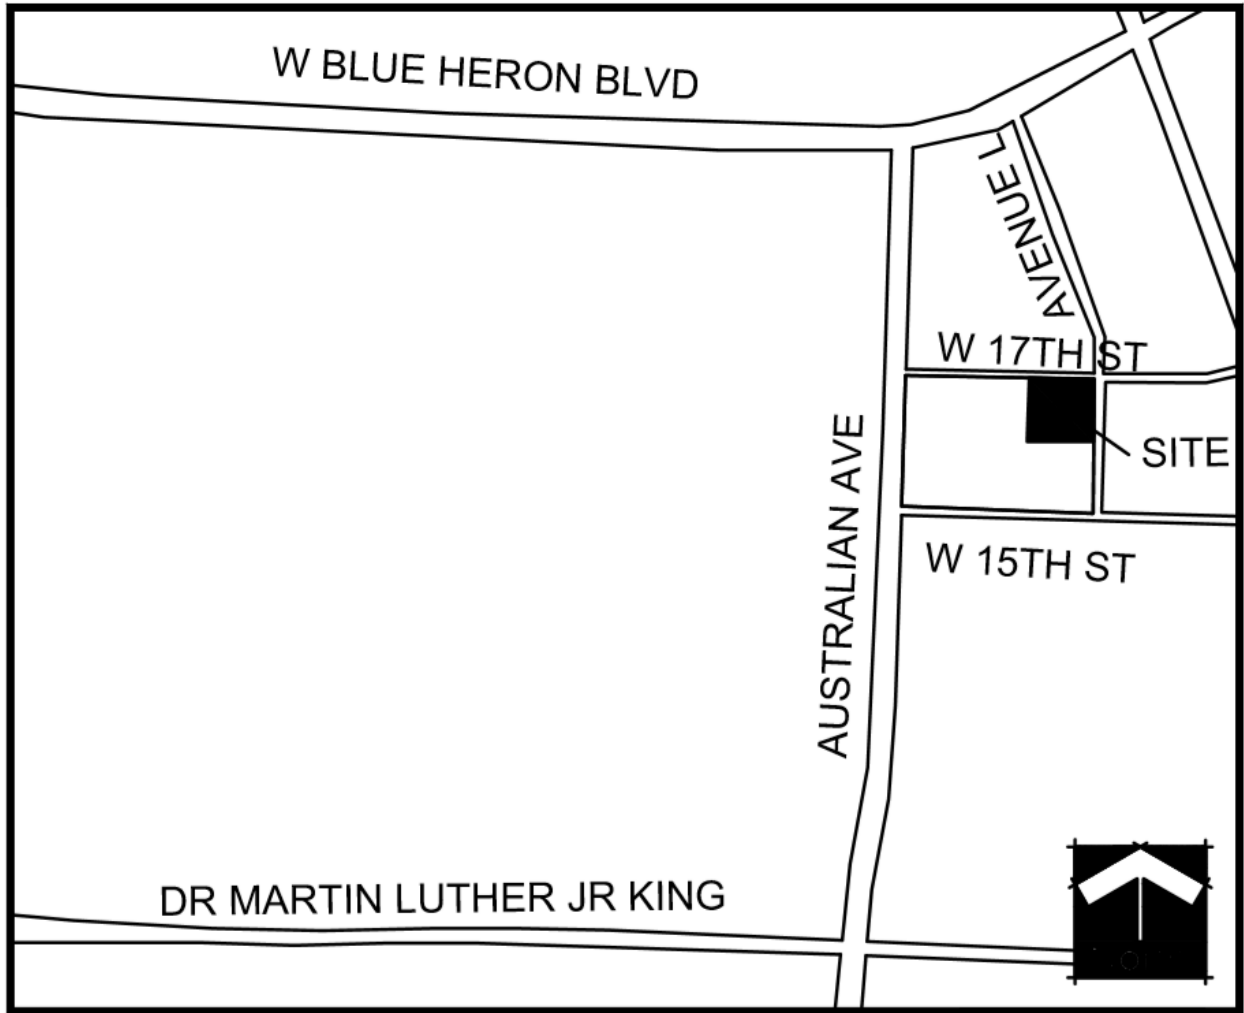 W BLUE HERON BLVD
AVENUE L
W 17TH ST
AUSTRALIAN AVE
SITE
W 15TH ST
DR MARTIN LUTHER JR KING